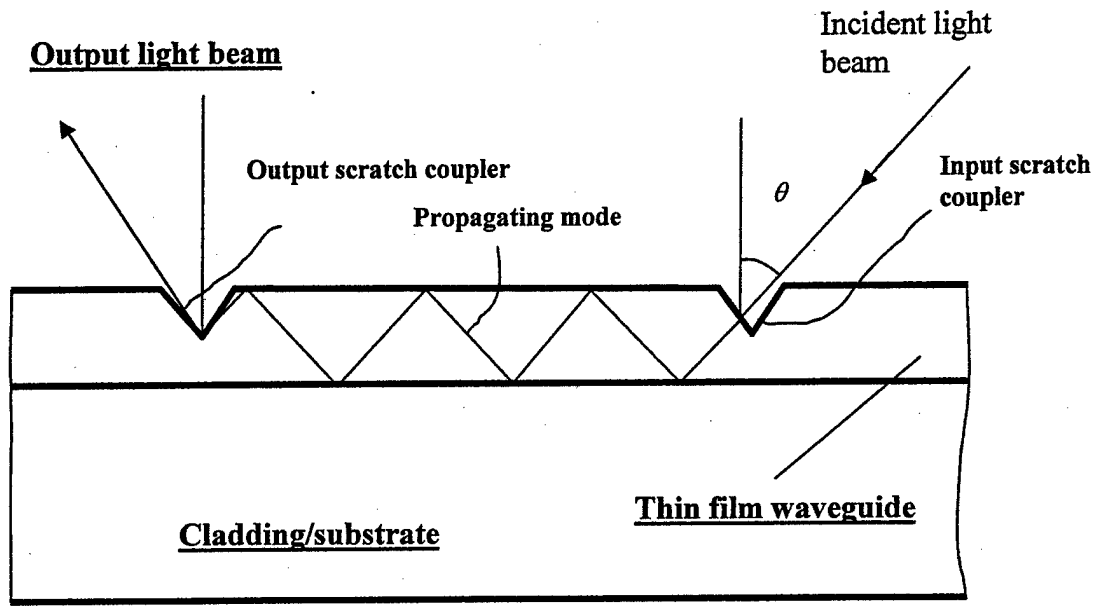 Incident light
beam
Output light beam
Output scratch coupler
Input scratch
coupler
θ
Propagating mode
Thin film waveguide
Cladding/substrate